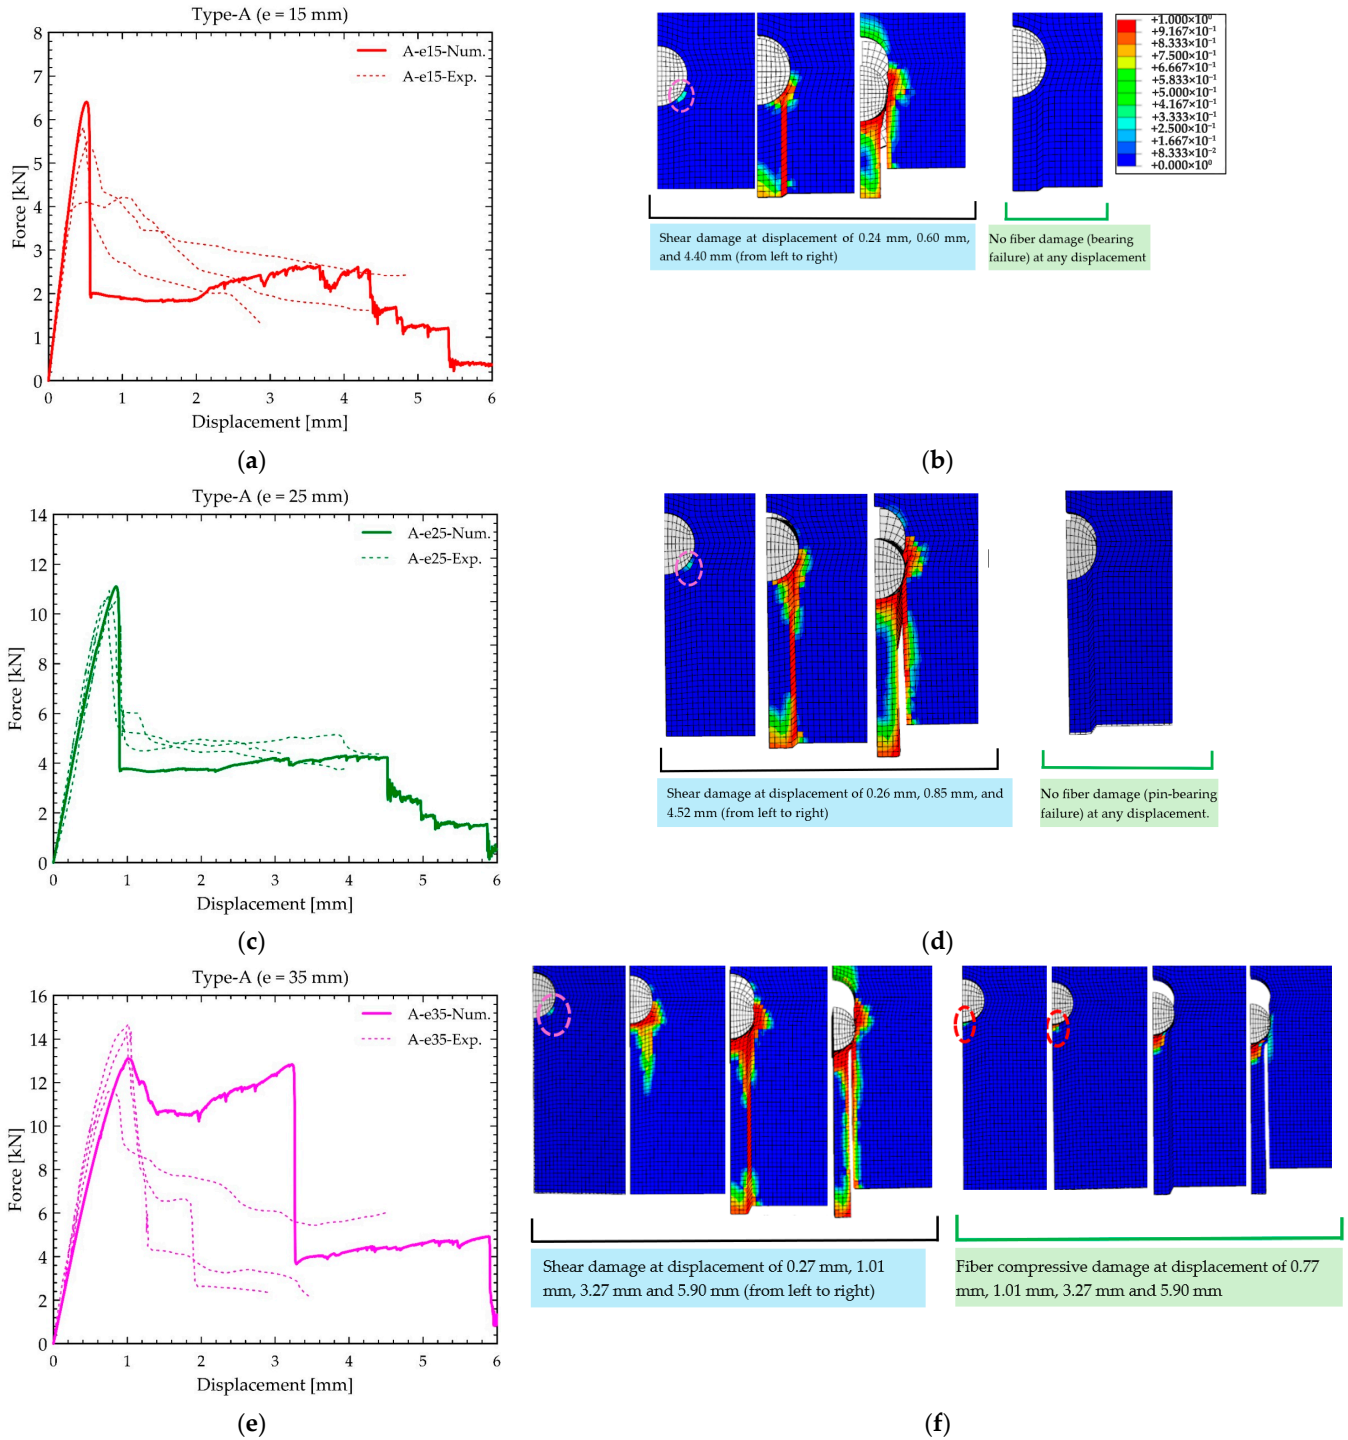 Type-A (e = 15 mm)
8
7
6
5
4
3
2
1
0
Force [kN]
A-e15-Num.
A-e15-Exp.
0 1 2 3 4 5 6
Displacement [mm]
(a)
+1.000×10⁰
+9.167×10⁻¹
+8.333×10⁻¹
+7.500×10⁻¹
+6.667×10⁻¹
+5.833×10⁻¹
+5.000×10⁻¹
+4.167×10⁻¹
+3.333×10⁻¹
+2.500×10⁻¹
+1.667×10⁻¹
+8.333×10⁻²
+0.000×10⁰
Shear damage at displacement of 0.24 mm, 0.60 mm,
and 4.40 mm (from left to right)
No fiber damage (bearing
failure) at any displacement
(b)
Type-A (e = 25 mm)
14
12
10
8
6
4
2
0
Force [kN]
A-e25-Num.
A-e25-Exp.
0 1 2 3 4 5 6
Displacement [mm]
(c)
Shear damage at displacement of 0.26 mm, 0.85 mm, and
4.52 mm (from left to right)
No fiber damage (pin-bearing
failure) at any displacement.
(d)
Type-A (e = 35 mm)
16
14
12
10
8
6
4
2
0
Force [kN]
A-e35-Num.
A-e35-Exp.
0 1 2 3 4 5 6
Displacement [mm]
(e)
Shear damage at displacement of 0.27 mm, 1.01
mm, 3.27 mm and 5.90 mm (from left to right)
Fiber compressive damage at displacement of 0.77
mm, 1.01 mm, 3.27 mm and 5.90 mm
(f)